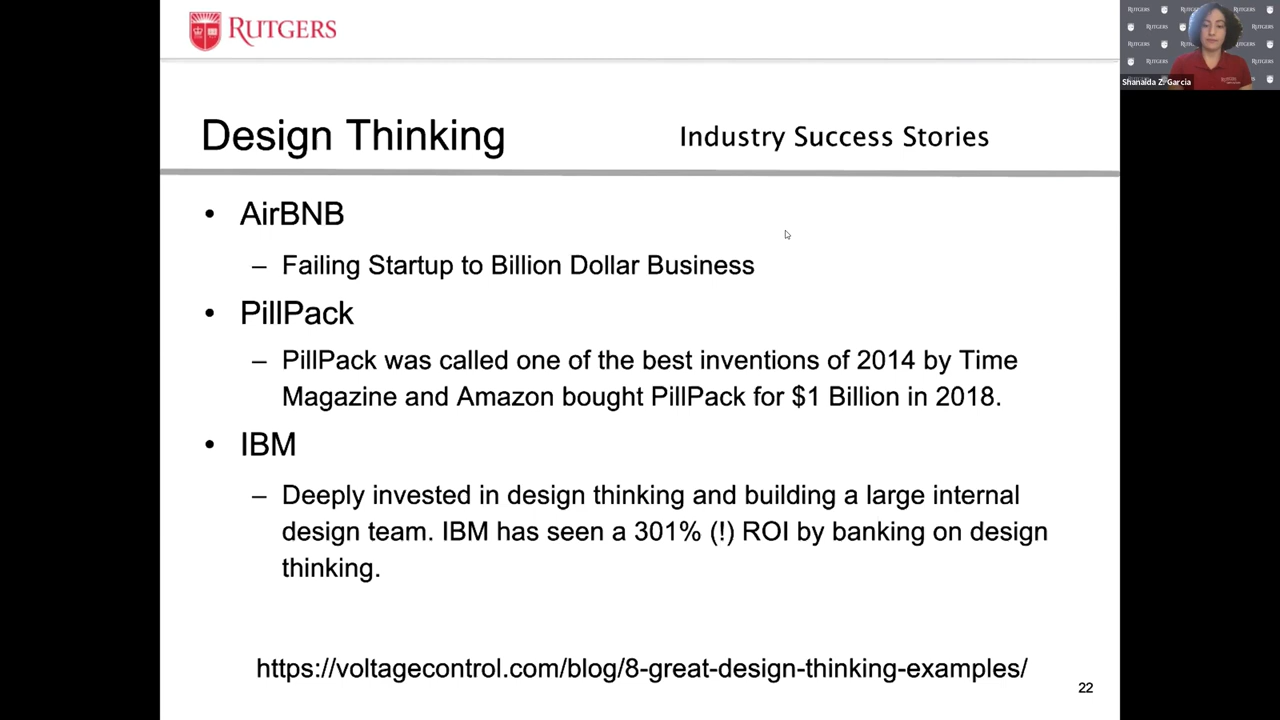 RUTGERS
Shanaida Z. Garcia
Design Thinking
Industry Success Stories
• AirBNB
– Failing Startup to Billion Dollar Business
• PillPack
– PillPack was called one of the best inventions of 2014 by Time
Magazine and Amazon bought PillPack for $1 Billion in 2018.
• IBM
– Deeply invested in design thinking and building a large internal
design team. IBM has seen a 301% (!) ROI by banking on design
thinking.
https://voltagecontrol.com/blog/8-great-design-thinking-examples/
22